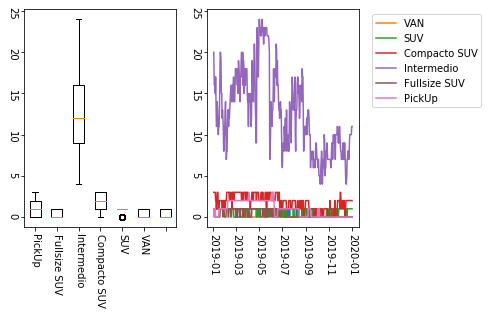 25
20
15
10
5
0
PickUp
Fullsize SUV
Intermedio
Compacto SUV
SUV
VAN
25
20
15
10
5
0
2019-01
2019-03
2019-05
2019-07
2019-09
2019-11
2020-01
VAN
SUV
Compacto SUV
Intermedio
Fullsize SUV
PickUp